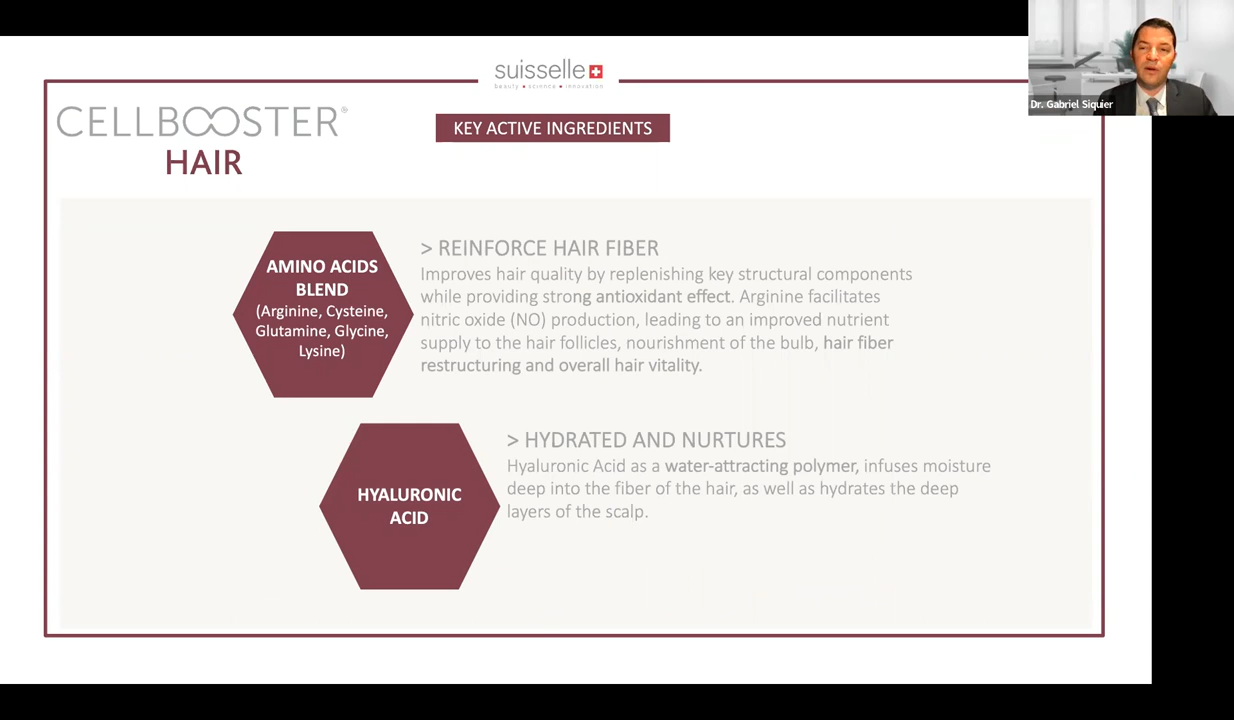 suisselle
beauty • science • innovation
Dr. Gabriel Siquier
CELLBOOSTER®
HAIR
KEY ACTIVE INGREDIENTS
AMINO ACIDS
BLEND
(Arginine, Cysteine,
Glutamine, Glycine,
Lysine)
> REINFORCE HAIR FIBER
Improves hair quality by replenishing key structural components
while providing strong antioxidant effect. Arginine facilitates
nitric oxide (NO) production, leading to an improved nutrient
supply to the hair follicles, nourishment of the bulb, hair fiber
restructuring and overall hair vitality.
HYALURONIC
ACID
> HYDRATED AND NURTURES
Hyaluronic Acid as a water-attracting polymer, infuses moisture
deep into the fiber of the hair, as well as hydrates the deep
layers of the scalp.